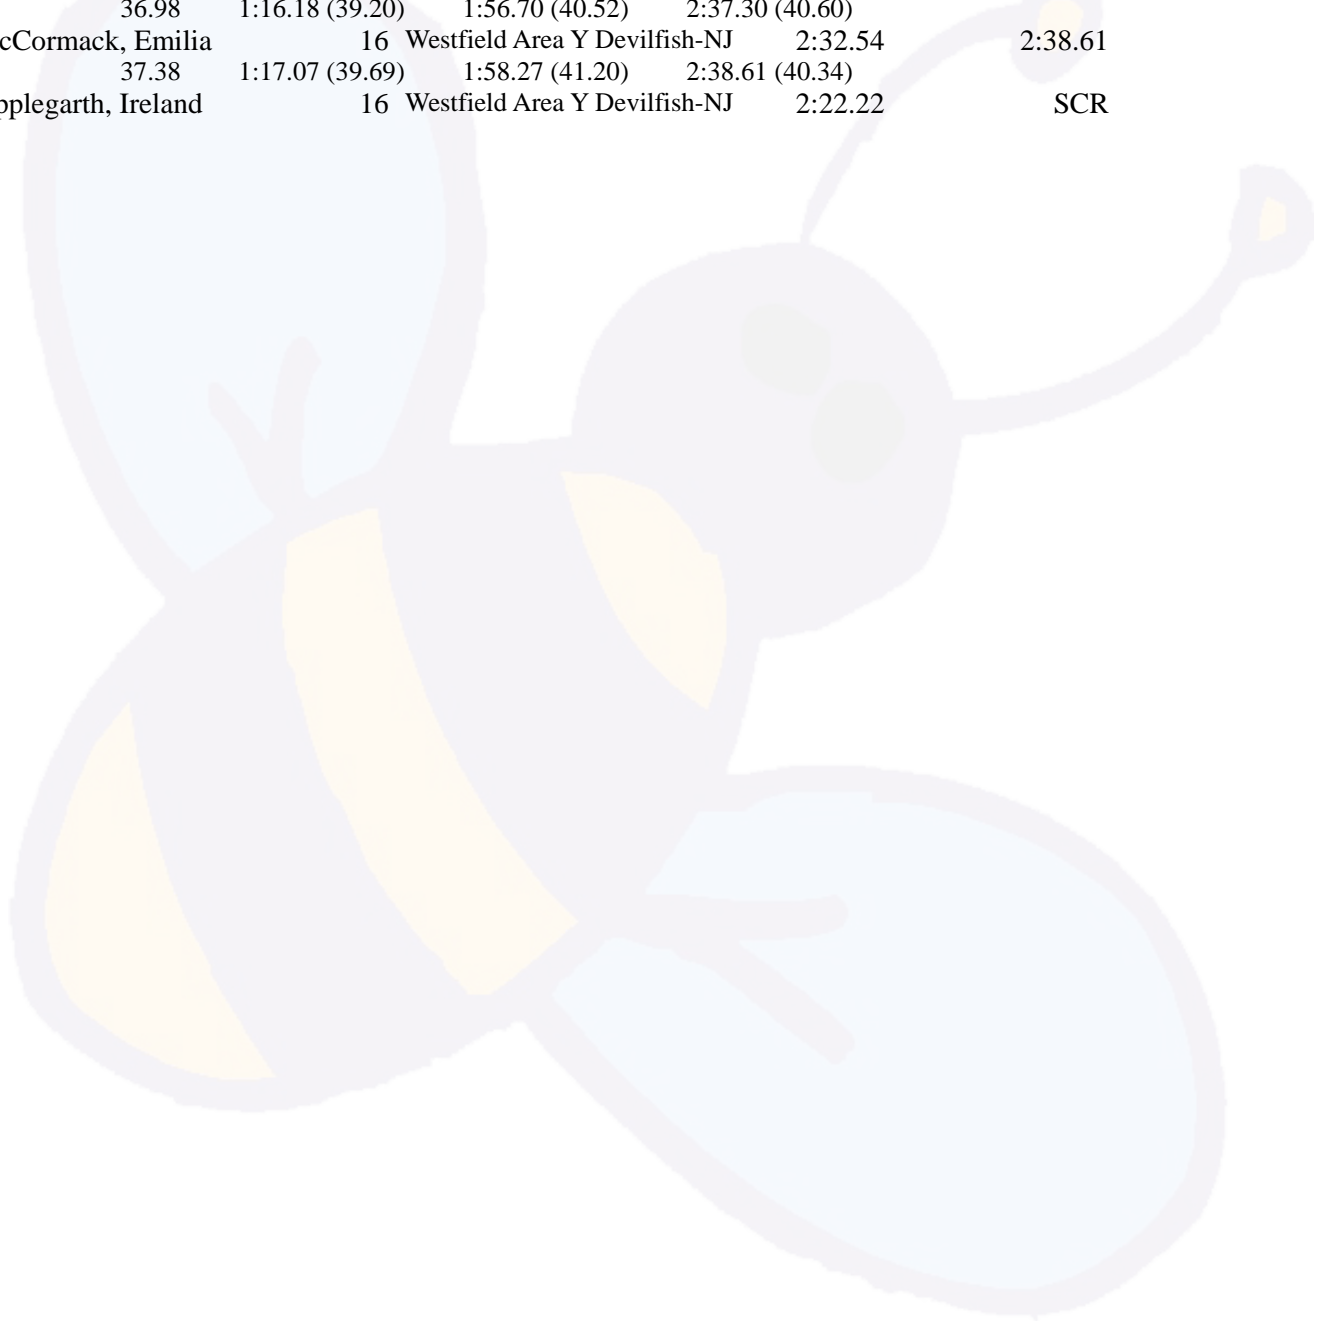 36.98 1:16.18 (39.20) 1:56.70 (40.52) 2:37.30 (40.60)
cCormack, Emilia 16 Westfield Area Y Devilfish-NJ 2:32.54 2:38.61
37.38 1:17.07 (39.69) 1:58.27 (41.20) 2:38.61 (40.34)
pplegarth, Ireland 16 Westfield Area Y Devilfish-NJ 2:22.22 SCR